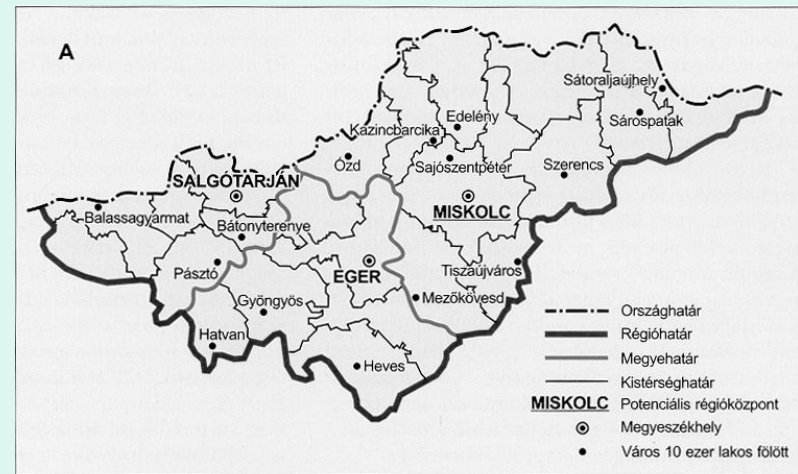 A
Sátoraljaújhely
Sárospatak
Edelény
Kazincbarcika
Ózd
Sajószentpéter
Szerencs
SALGÓTARJÁN
MISKOLC
Balassagyarmat
Bátonyterenye
Pásztó
EGER
Tiszaújváros
Gyöngyös
Mezőkövesd
Hatvan
Heves
Országhatár
Régióhatár
Megyehatár
Kistérséghatár
MISKOLC Potenciális régióközpont
Megyeszékhely
Város 10 ezer lakos fölött